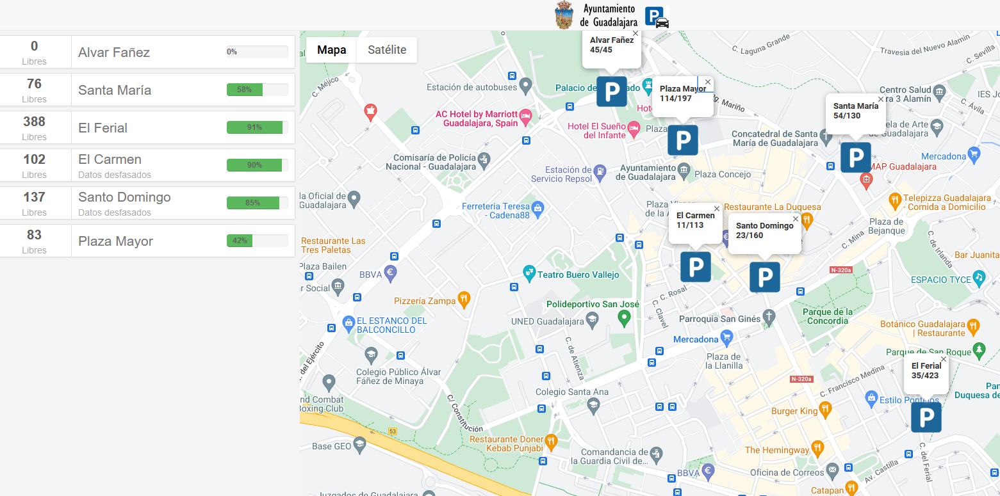 Ayuntamiento
de Guadalajara
P
0
Libres
Alvar Fañez
0%
76
Libres
Santa María
58%
388
Libres
El Ferial
91%
102
Libres
El Carmen
Datos desfasados
90%
137
Libres
Santo Domingo
Datos desfasados
85%
83
Libres
Plaza Mayor
42%
Mapa
Satélite
Alvar Fañez
45/45
P
Plaza Mayor
114/197
P
Santa María
54/130
P
El Carmen
11/113
P
Santo Domingo
23/160
P
El Ferial
35/423
P
C. Laguna Grande
Travesia del Nuevo Alamin
C. Sevilla
C. Méjico
Estación de autobuses
Palacio de
ado
Centro Salud
ra 3 Alamín
IES Jo
C. Ávila
ng. Mariño
AC Hotel by Marriott
Guadalajara, Spain
Hote
Hotel El Sueño
del Infante
Plaza
Concatedral de Santa
María de Guadalajara
ela de Arte
Guadalajara
Mercadona
MAP Guadalajara
Comisaría de Policía
Nacional - Guadalajara
Estación de
Servicio Repsol
Ayuntamiento
de Guadalajara
Plaza Concejo
la Oficial de
Guadalajara
Ferreteria Teresa
- Cadena88
Plaza Virgen
de la A
Restaurante La Duquesa
Telepizza Guadalajara
- Comida a Domicilio
Plaza de
Bejanque
C. Mina
C. de Irlanda
Restaurante Las
Tres Paletas
Plaza Bailen
BBVA
r Social
Teatro Buero Vallejo
N-320a
Bar Juanita
ESPACIO TYCE
Pizzería Zampa
C. Rosal
C. Clavel
Polideportivo San José
UNED Guadalajara
Parroquia San Ginés
Parque de la
Concordia
EL ESTANCO DEL
BALCONCILLO
Mercadona
Botánico Guadalajara
| Restaurante
. del Ejército
C. de Atienza
Plaza de
la Llanilla
Parque de San Roque
Colegio Público Álvar
Fáñez de Minaya
N-320a
C. Francisco Medina
nd Combat
Boxing Club
C/ Constitución
Colegio Santa Ana
Estilo Pontejos
Pan
Duquesa de
Burger King
53
Base GEO
Restaurante Doner
Kebab Punjabi
Comandancia de
la Guardia Civil de...
The Hemingway
BBVA
Oficina de Correos
Av. Castilla
C. del Ferial
Catapan
Juzgados de Guadalajara